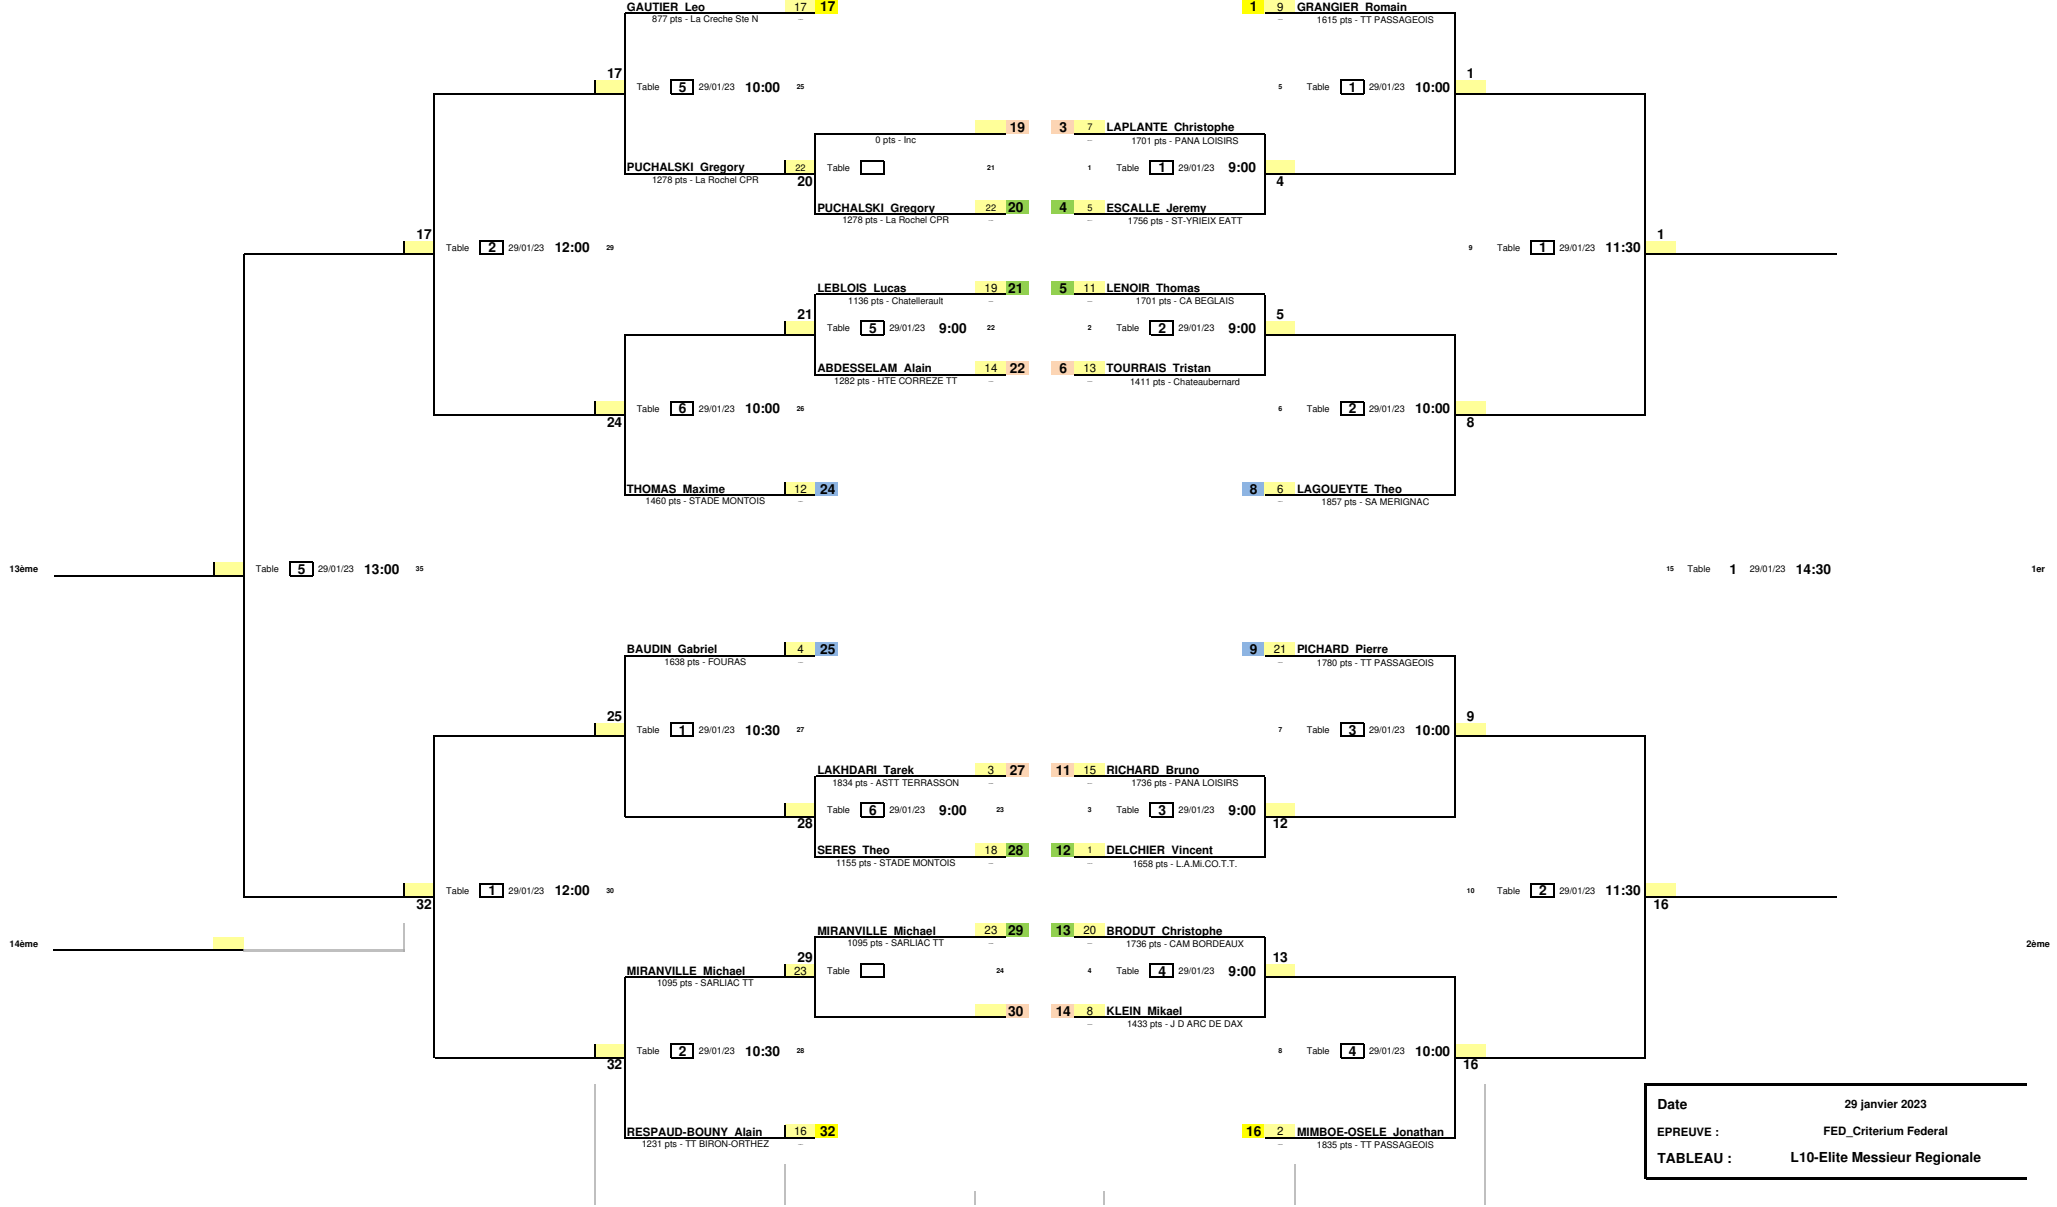 GAUTIER Leo 17 17 1 9 GRANGIER Romain
877 pts - La Creche Ste N – – 1615 pts - TT PASSAGEOIS
17 1
Table 5 29/01/23 10:00 25 5 Table 1 29/01/23 10:00
19 3 7 LAPLANTE Christophe
0 pts - Inc – 1701 pts - PANA LOISIRS
PUCHALSKI Gregory 22 Table 21 1 Table 1 29/01/23 9:00
1278 pts - La Rochel CPR 20 4
PUCHALSKI Gregory 22 20 4 5 ESCALLE Jeremy
1278 pts - La Rochel CPR – – 1756 pts - ST-YRIEIX EATT
17 1
Table 2 29/01/23 12:00 29 9 Table 1 29/01/23 11:30
LEBLOIS Lucas 19 21 5 11 LENOIR Thomas
1136 pts - Chatellerault – – 1701 pts - CA BEGLAIS
21 5
Table 5 29/01/23 9:00 22 2 Table 2 29/01/23 9:00
ABDESSELAM Alain 14 22 6 13 TOURRAIS Tristan
1282 pts - HTE CORREZE TT – – 1411 pts - Chateaubernard
Table 6 29/01/23 10:00 26 6 Table 2 29/01/23 10:00
24 8
THOMAS Maxime 12 24 8 6 LAGOUEYTE Theo
1460 pts - STADE MONTOIS – – 1857 pts - SA MERIGNAC
13ème Table 5 29/01/23 13:00 35 15 Table 1 29/01/23 14:30 1er
BAUDIN Gabriel 4 25 9 21 PICHARD Pierre
1638 pts - FOURAS – – 1780 pts - TT PASSAGEOIS
25 9
Table 1 29/01/23 10:30 27 7 Table 3 29/01/23 10:00
LAKHDARI Tarek 3 27 11 15 RICHARD Bruno
1834 pts - ASTT TERRASSON – – 1736 pts - PANA LOISIRS
Table 6 29/01/23 9:00 23 3 Table 3 29/01/23 9:00
28 12
SERES Theo 18 28 12 1 DELCHIER Vincent
1155 pts - STADE MONTOIS – – 1658 pts - L.A.Mi.CO.T.T.
Table 1 29/01/23 12:00 30 10 Table 2 29/01/23 11:30
32 16
MIRANVILLE Michael 23 29 13 20 BRODUT Christophe
14ème 1095 pts - SARLIAC TT – – 1736 pts - CAM BORDEAUX 2ème
29 13
MIRANVILLE Michael 23 Table 24 4 Table 4 29/01/23 9:00
1095 pts - SARLIAC TT
30 14 8 KLEIN Mikael
– 1433 pts - J D ARC DE DAX
Table 2 29/01/23 10:30 28 8 Table 4 29/01/23 10:00
32 16
Date 29 janvier 2023
RESPAUD-BOUNY Alain 16 32 16 2 MIMBOE-OSELE Jonathan
1231 pts - TT BIRON-ORTHEZ – – 1835 pts - TT PASSAGEOIS
EPREUVE : FED_Criterium Federal
TABLEAU : L10-Elite Messieur Regionale